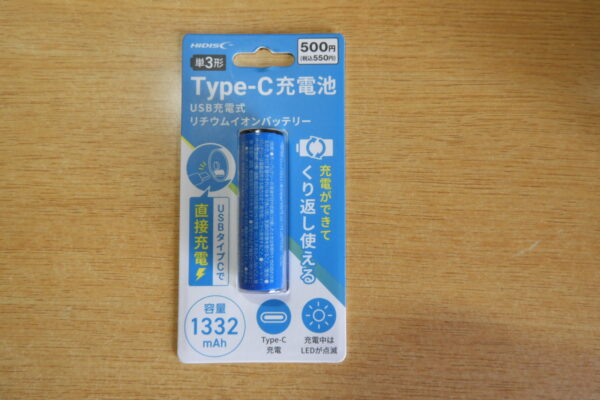 HIDISC
500円
(税込550円)
単3形
Type-C充電池
USB充電式
リチウムイオンバッテリー
充電ができて
くり返し使える
USBタイプCで
直接充電
容量
1332
mAh
Type-C
充電
充電中は
LEDが点滅